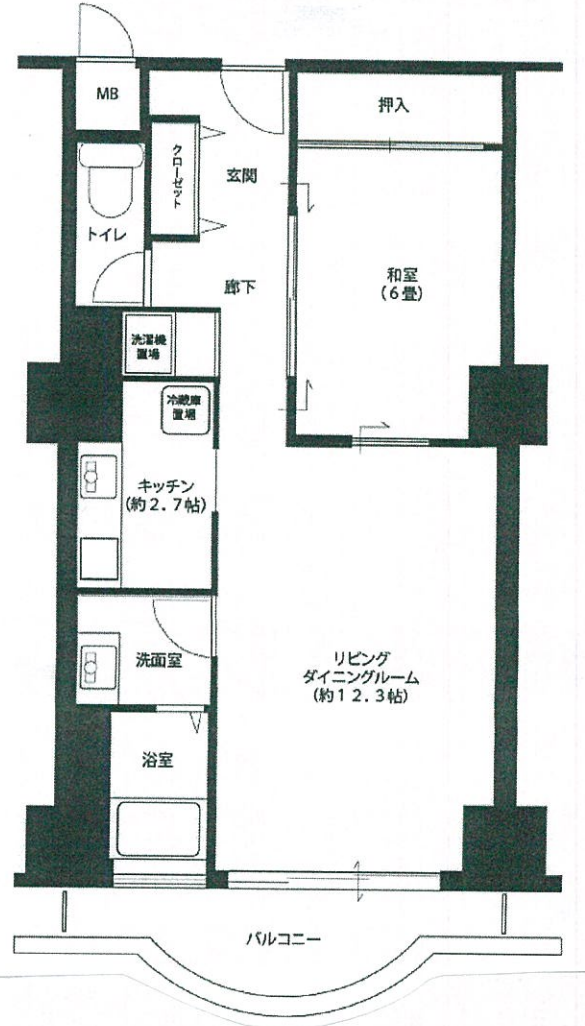 MB
押入
クローゼット
玄関
トイレ
和室
(6畳)
廊下
洗濯機
置場
冷蔵庫
置場
キッチン
(約2.7帖)
洗面室
リビング
ダイニングルーム
(約12.3帖)
浴室
バルコニー